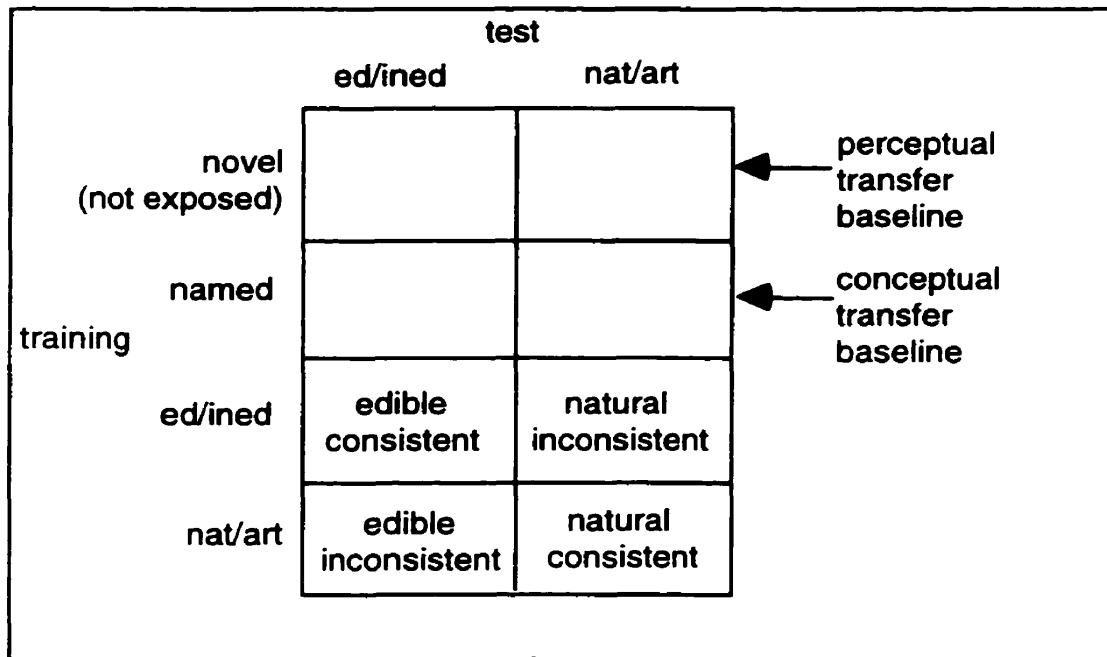 test
ed/ined nat/art
novel
(not exposed)
perceptual
transfer
baseline
named
conceptual
transfer
baseline
training
ed/ined
edible
consistent
natural
inconsistent
nat/art
edible
inconsistent
natural
consistent